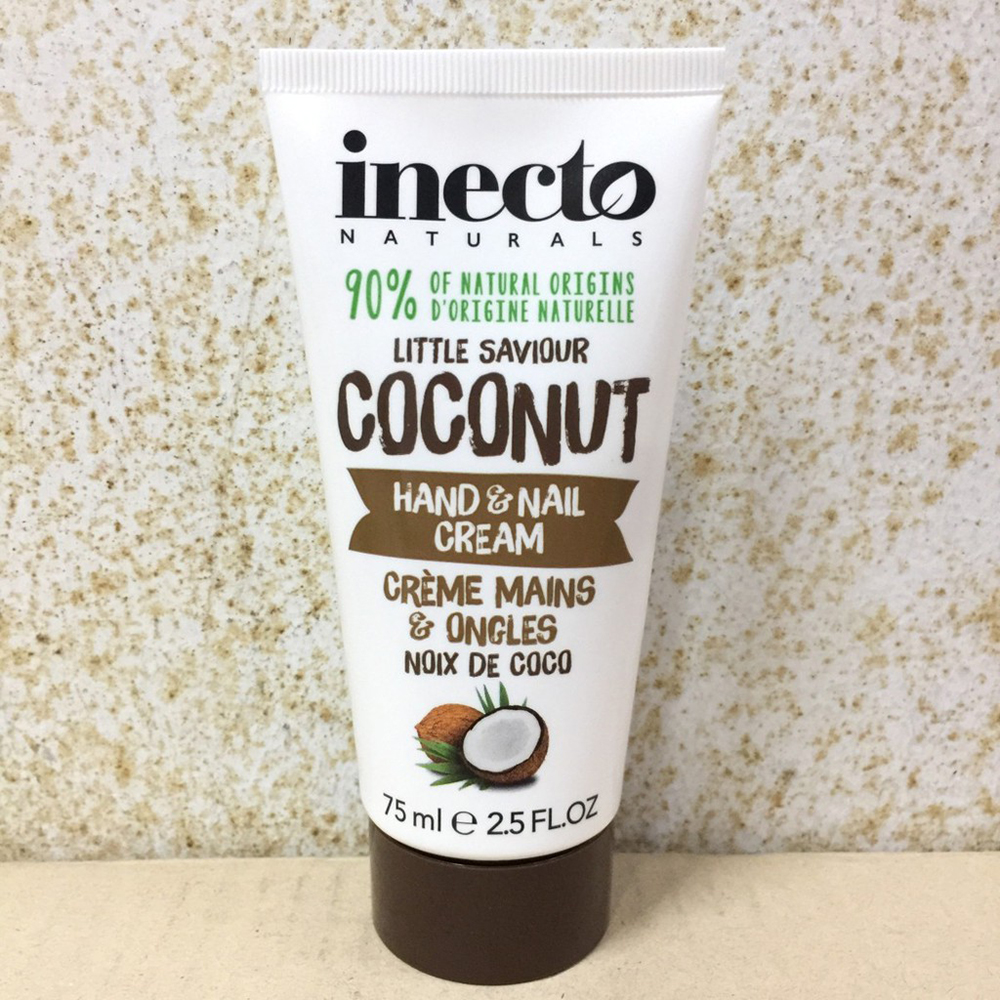 inecto
NATURALS
90% OF NATURAL ORIGINS
D'ORIGINE NATURELLE
LITTLE SAVIOUR
COCONUT
HAND & NAIL
CREAM
CRÈME MAINS
& ONGLES
NOIX DE COCO
75 ml ℮ 2.5 FL.OZ